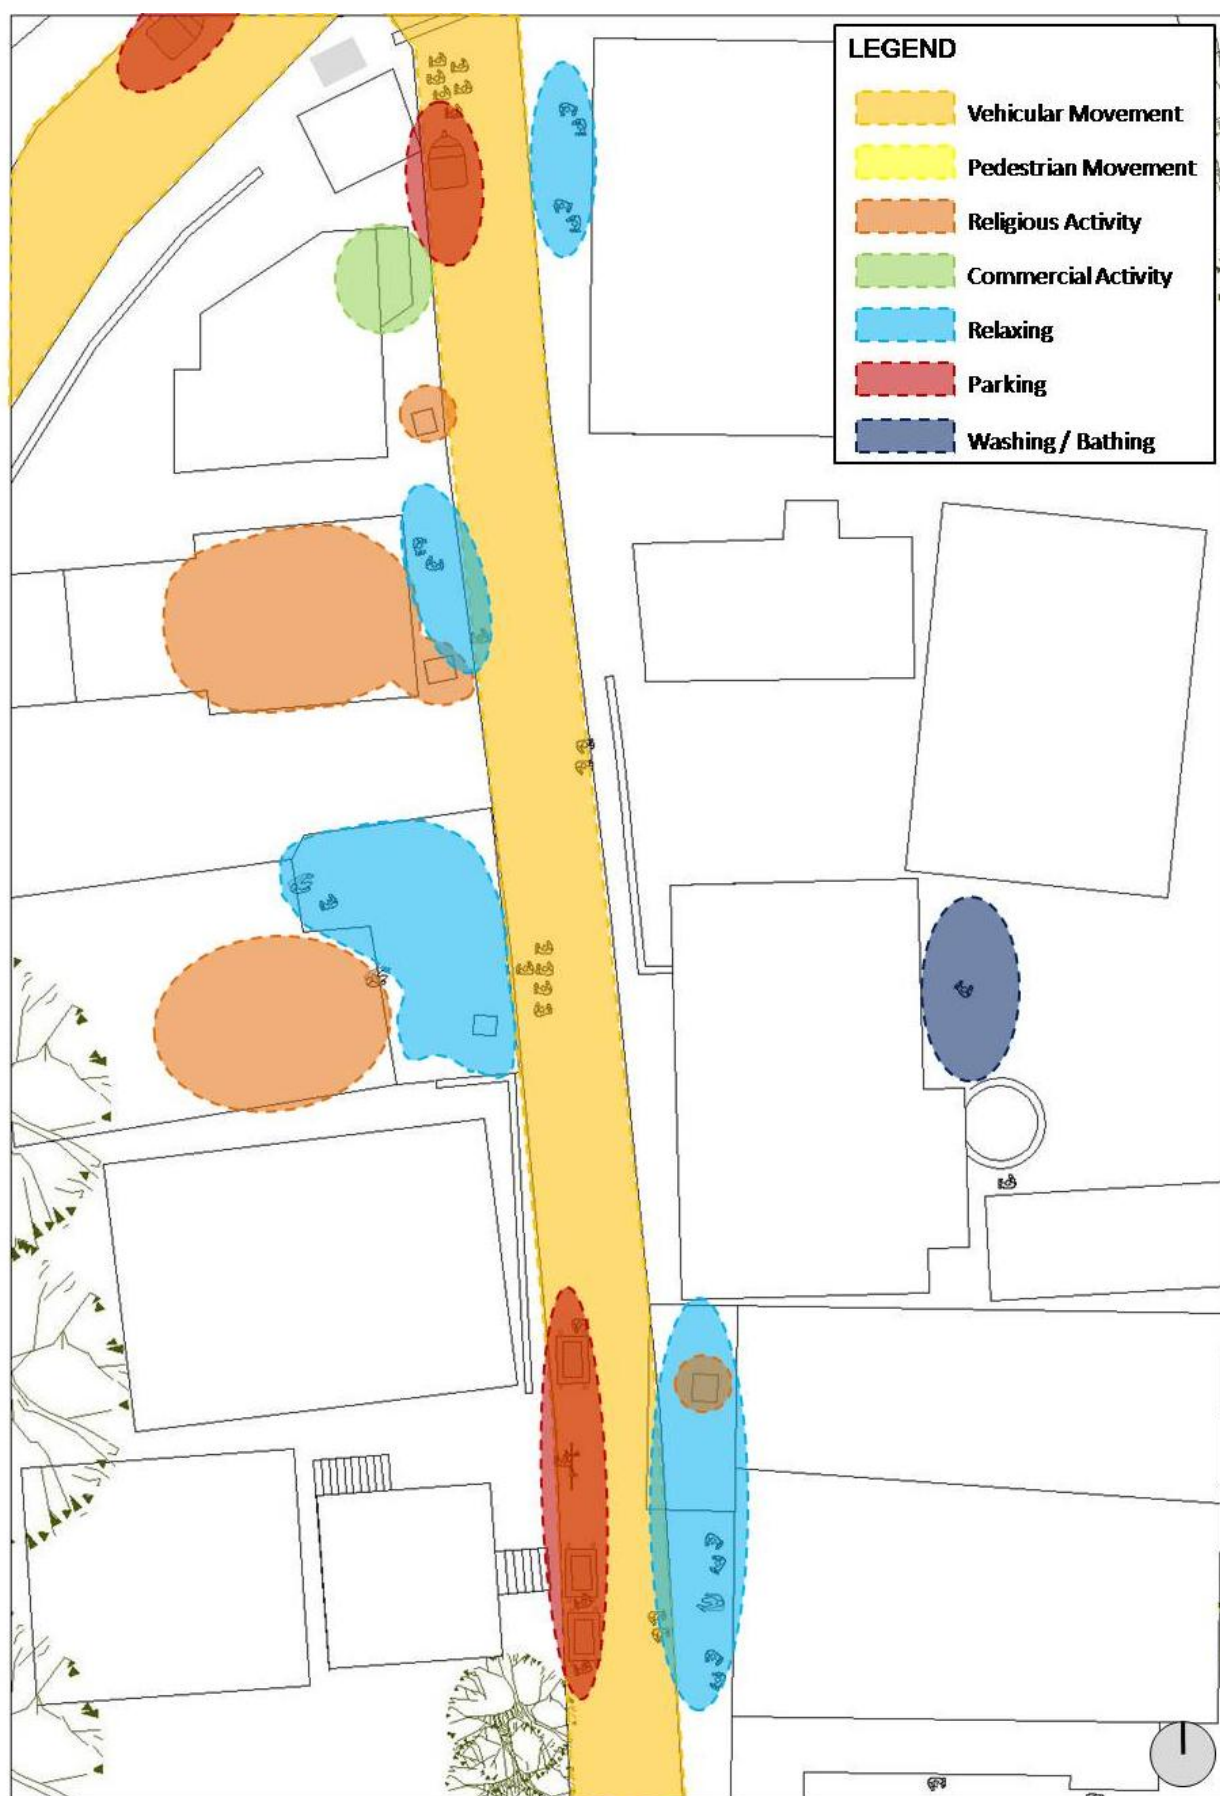 LEGEND
Vehicular Movement
Pedestrian Movement
Religious Activity
Commercial Activity
Relaxing
Parking
Washing / Bathing